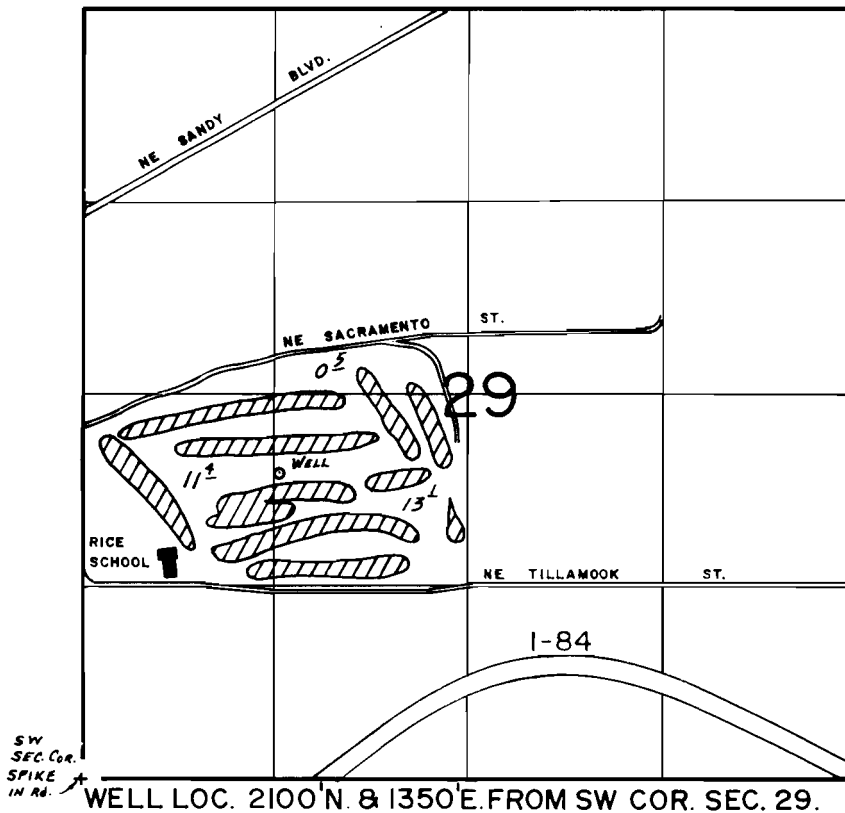 NE SANDY BLVD.
NE SACRAMENTO ST.
0 5
29
WELL
11 4
13 1
RICE
SCHOOL
NE TILLAMOOK ST.
I-84
SW
SEC. COR.
SPIKE
IN Rd.
WELL LOC. 2100'N. & 1350'E. FROM SW COR. SEC. 29.